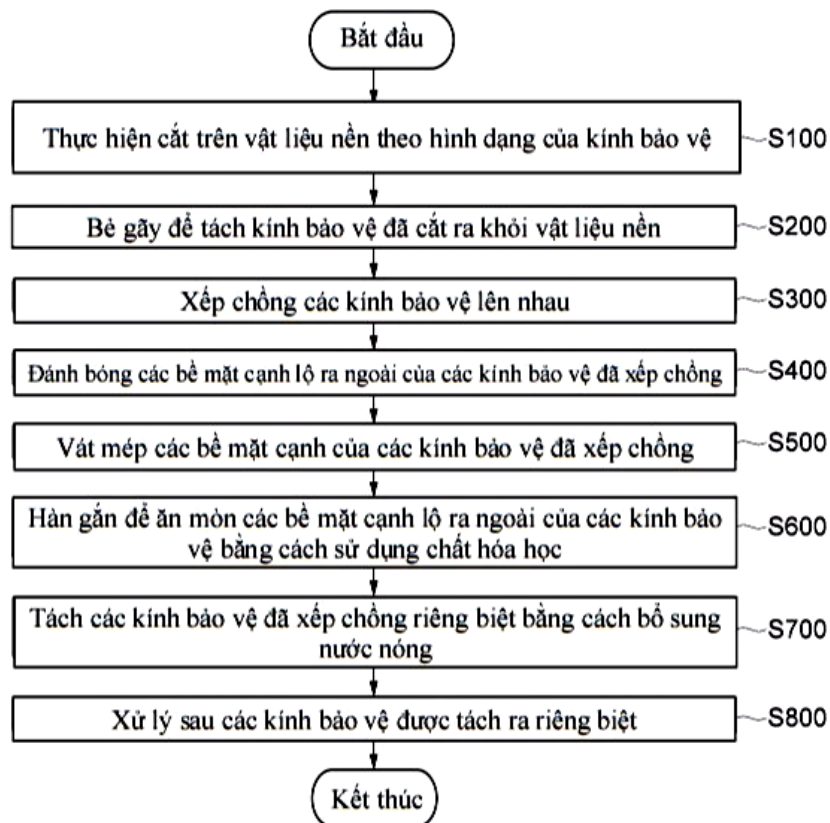 Bắt đầu
Thực hiện cắt trên vật liệu nền theo hình dạng của kính bảo vệ
S100
Bẻ gãy để tách kính bảo vệ đã cắt ra khỏi vật liệu nền
S200
Xếp chồng các kính bảo vệ lên nhau
S300
Đánh bóng các bề mặt cạnh lộ ra ngoài của các kính bảo vệ đã xếp chồng
S400
Vát mép các bề mặt cạnh của các kính bảo vệ đã xếp chồng
S500
Hàn gắn để ăn mòn các bề mặt cạnh lộ ra ngoài của các kính bảo
vệ bằng cách sử dụng chất hóa học
S600
Tách các kính bảo vệ đã xếp chồng riêng biệt bằng cách bổ sung
nước nóng
S700
Xử lý sau các kính bảo vệ được tách ra riêng biệt
S800
Kết thúc